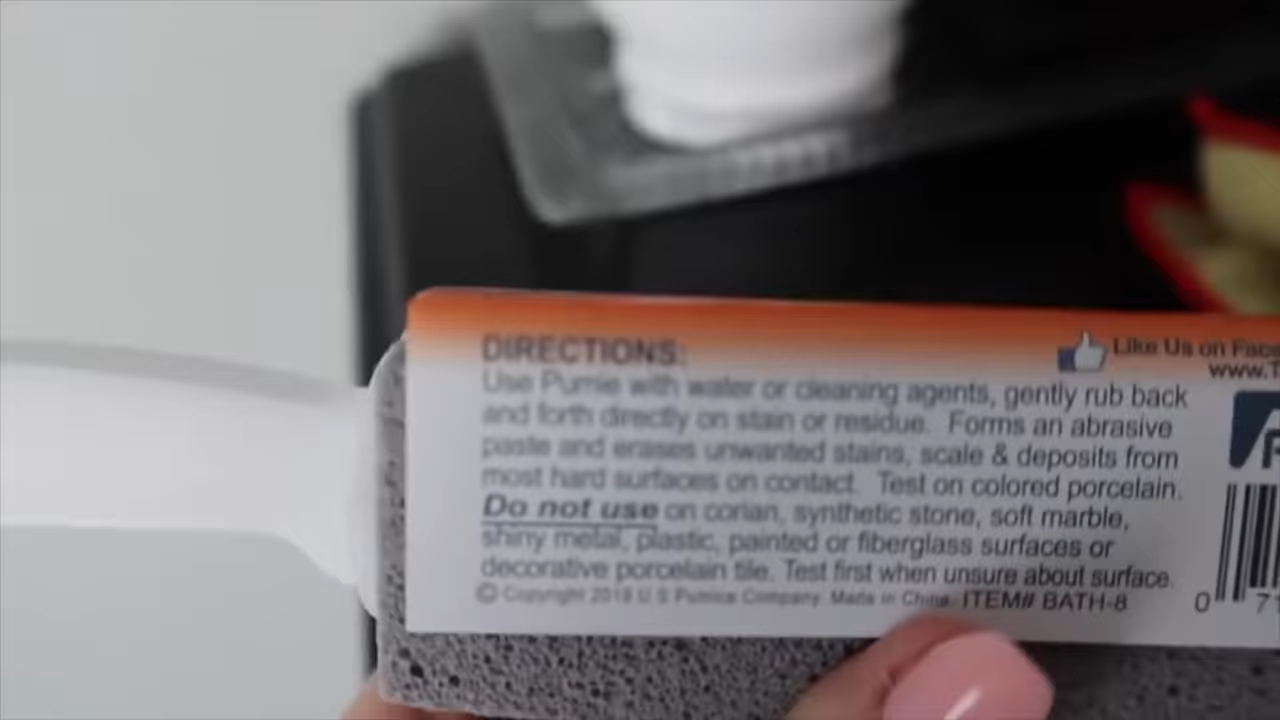 DIRECTIONS:
Use Pumie with water or cleaning agents, gently rub back
and forth directly on stain or residue. Forms an abrasive
paste and erases unwanted stains, scale & deposits from
most hard surfaces on contact. Test on colored porcelain.
Do not use on corian, synthetic stone, soft marble,
shiny metal, plastic, painted or fiberglass surfaces or
decorative porcelain tile. Test first when unsure about surface.
© Copyright 2018 U S Pumice Company. Made in China. ITEM# BATH-8
Like Us on Face
www.T
0 7